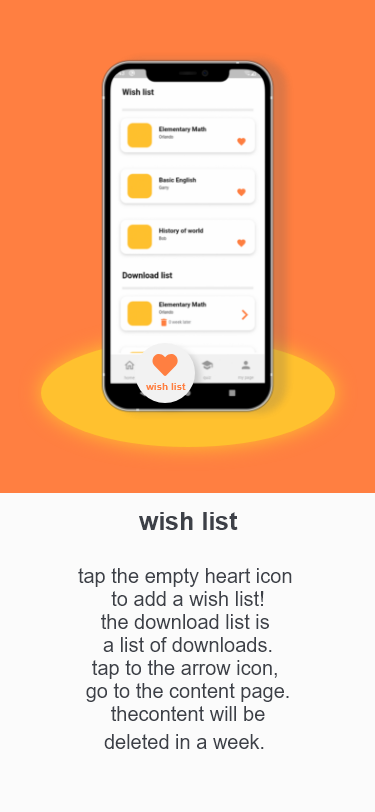 Wish list
Elementary Math
Orlando
Basic English
Gerry
History of world
Bob
Download list
Elementary Math
Orlando
wish list
wish list
tap the empty heart icon
to add a wish list!
the download list is
a list of downloads.
tap to the arrow icon,
go to the content page.
thecontent will be
deleted in a week.